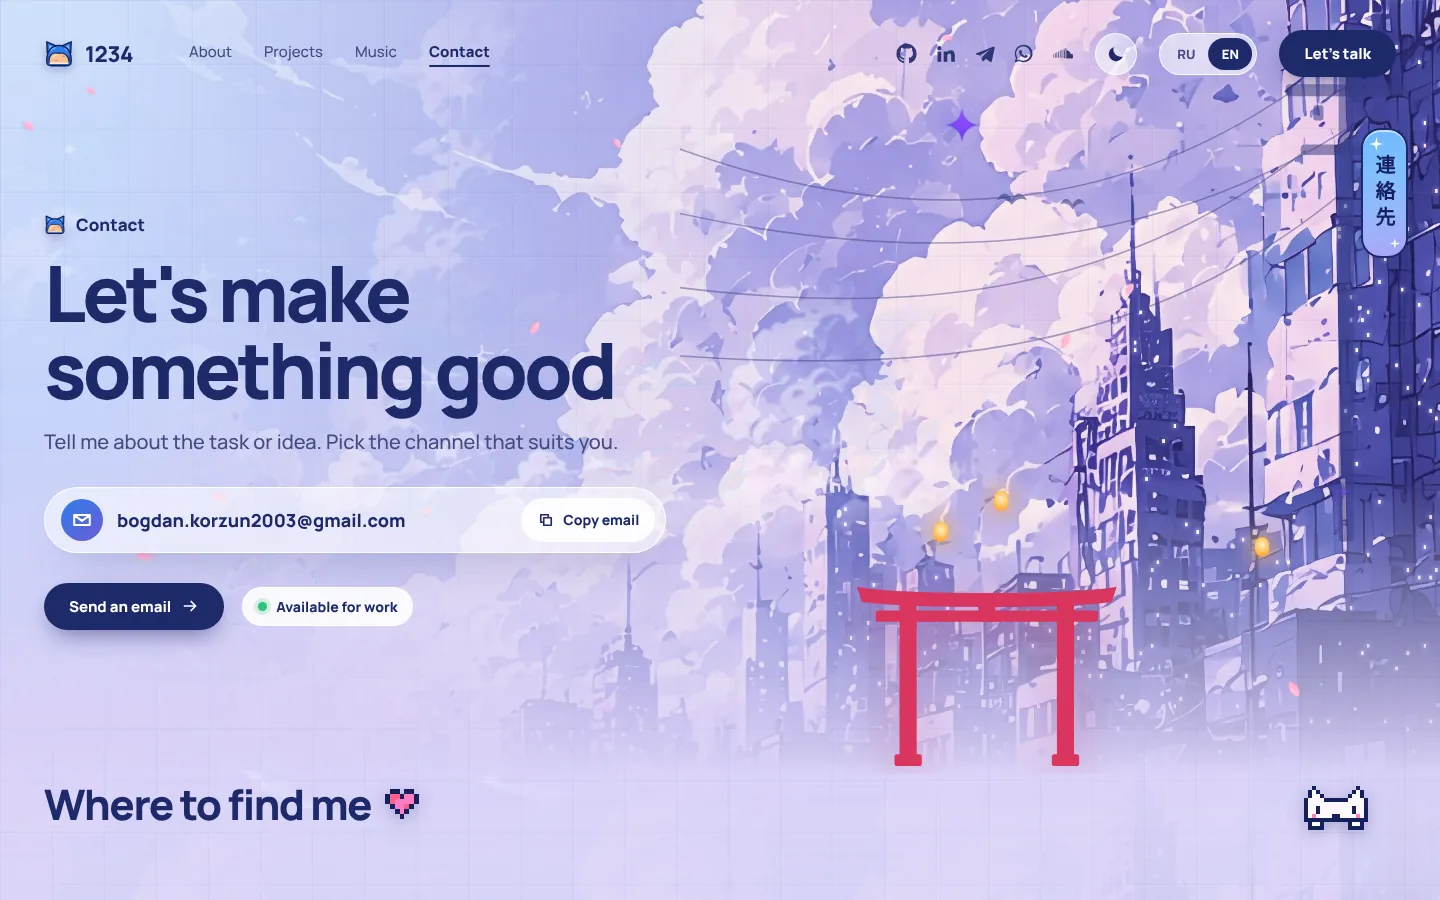 1234
About
Projects
Music
Contact
in
RU
EN
Let's talk
連
絡
先
Contact
Let's make
something good
Tell me about the task or idea. Pick the channel that suits you.
bogdan.korzun2003@gmail.com
Copy email
Send an email →
Available for work
Where to find me